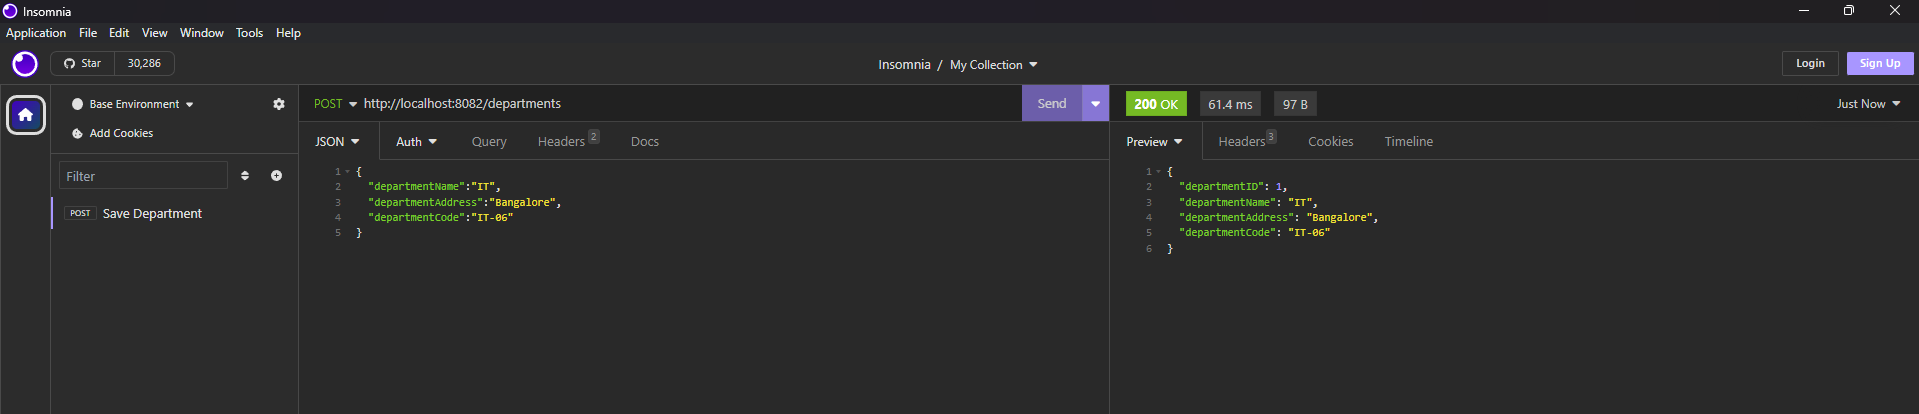 Insomnia
Application File Edit View Window Tools Help
Star 30,286
Insomnia / My Collection
Login Sign Up
Base Environment
Add Cookies
Filter
POST Save Department
POST http://localhost:8082/departments Send
JSON Auth Query Headers 2 Docs
1 {
2 "departmentName":"IT",
3 "departmentAddress":"Bangalore",
4 "departmentCode":"IT-06"
5 }
200 OK 61.4 ms 97 B Just Now
Preview Headers 3 Cookies Timeline
1 {
2 "departmentID": 1,
3 "departmentName": "IT",
4 "departmentAddress": "Bangalore",
5 "departmentCode": "IT-06"
6 }